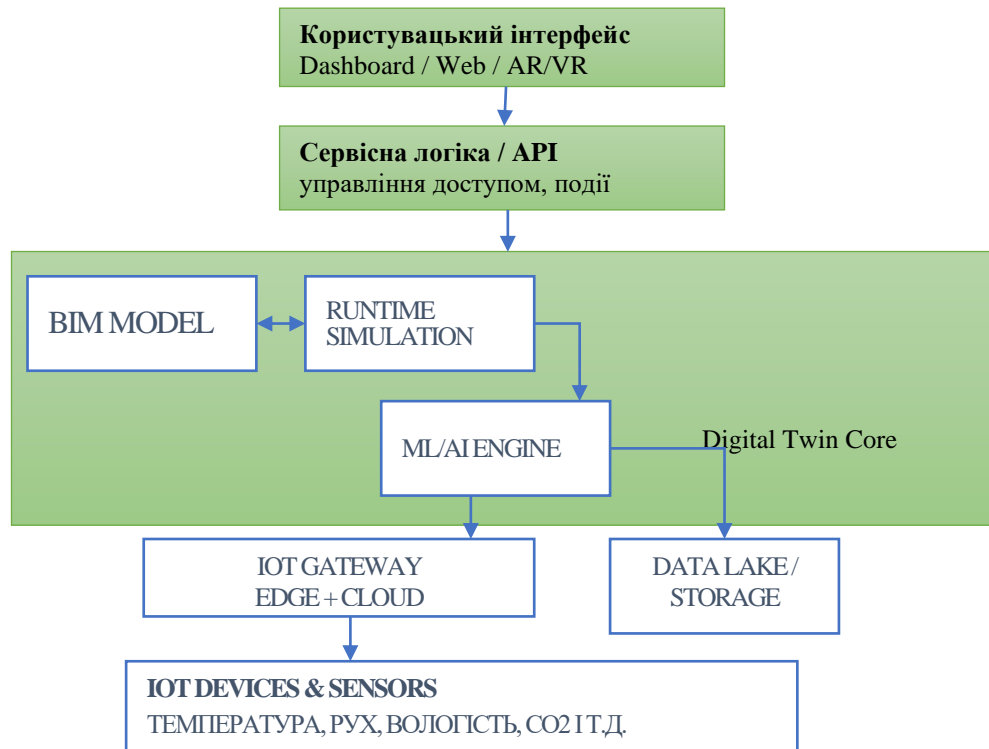 Користувацький інтерфейс
Dashboard / Web / AR/VR
Сервісна логіка / API
управління доступом, події
BIM MODEL
RUNTIME
SIMULATION
ML/AI ENGINE
Digital Twin Core
IOT GATEWAY
EDGE + CLOUD
DATA LAKE /
STORAGE
IOT DEVICES & SENSORS
ТЕМПЕРАТУРА, РУХ, ВОЛОГІСТЬ, CO2 І Т.Д.